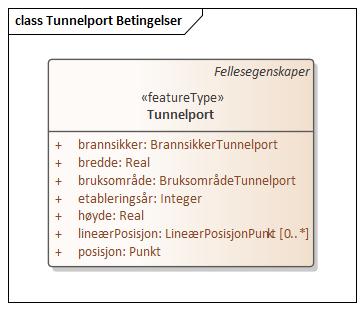 class Tunnelport Betingelser
Fellesegenskaper
«featureType»
Tunnelport
+ brannsikker: BrannsikkerTunnelport
+ bredde: Real
+ bruksområde: BruksområdeTunnelport
+ etableringsår: Integer
+ høyde: Real
+ lineærPosisjon: LineærPosisjonPunkt [0..*]
+ posisjon: Punkt